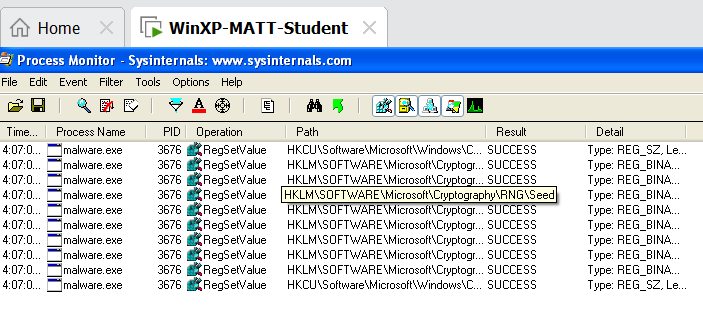 Home WinXP-MATT-Student
Process Monitor - Sysinternals: www.sysinternals.com
File Edit Event Filter Tools Options Help
Time... Process Name PID Operation Path Result Detail
4:07:0... malware.exe 3676 RegSetValue HKCU\Software\Microsoft\Windows\C... SUCCESS Type: REG_SZ, Le...
4:07:0... malware.exe 3676 RegSetValue HKLM\SOFTWARE\Microsoft\Cryptogr... SUCCESS Type: REG_BINA...
4:07:0... malware.exe 3676 RegSetValue HKLM\SOFTWARE\Microsoft\Cryptogr... SUCCESS Type: REG_BINA...
4:07:0... malware.exe 3676 RegSetValue HKLM\SOFTWARE\Microsoft\Cryptography\RNG\Seed Type: REG_BINA...
4:07:0... malware.exe 3676 RegSetValue HKLM\SOFTWARE\Microsoft\Cryptogr... SUCCESS Type: REG_BINA...
4:07:0... malware.exe 3676 RegSetValue HKLM\SOFTWARE\Microsoft\Cryptogr... SUCCESS Type: REG_BINA...
4:07:0... malware.exe 3676 RegSetValue HKLM\SOFTWARE\Microsoft\Cryptogr... SUCCESS Type: REG_BINA...
4:07:0... malware.exe 3676 RegSetValue HKLM\SOFTWARE\Microsoft\Cryptogr... SUCCESS Type: REG_BINA...
4:07:0... malware.exe 3676 RegSetValue HKLM\SOFTWARE\Microsoft\Cryptogr... SUCCESS Type: REG_BINA...
4:07:0... malware.exe 3676 RegSetValue HKCU\Software\Microsoft\Windows\C... SUCCESS Type: REG_SZ, Le...